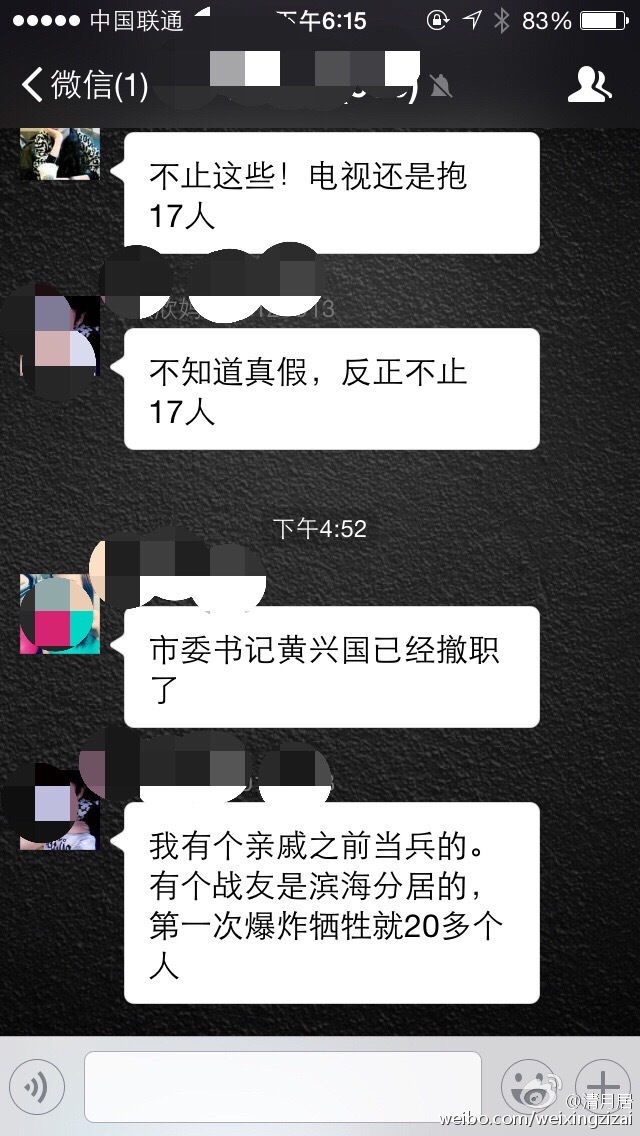 中国联通
下午6:15
83%
微信(1)
不止这些！电视还是抱
17人
不知道真假，反正不止
17人
下午4:52
市委书记黄兴国已经撤职
了
我有个亲戚之前当兵的。
有个战友是滨海分居的，
第一次爆炸牺牲就20多个
人
@清月居
weibo.com/weixingzizai